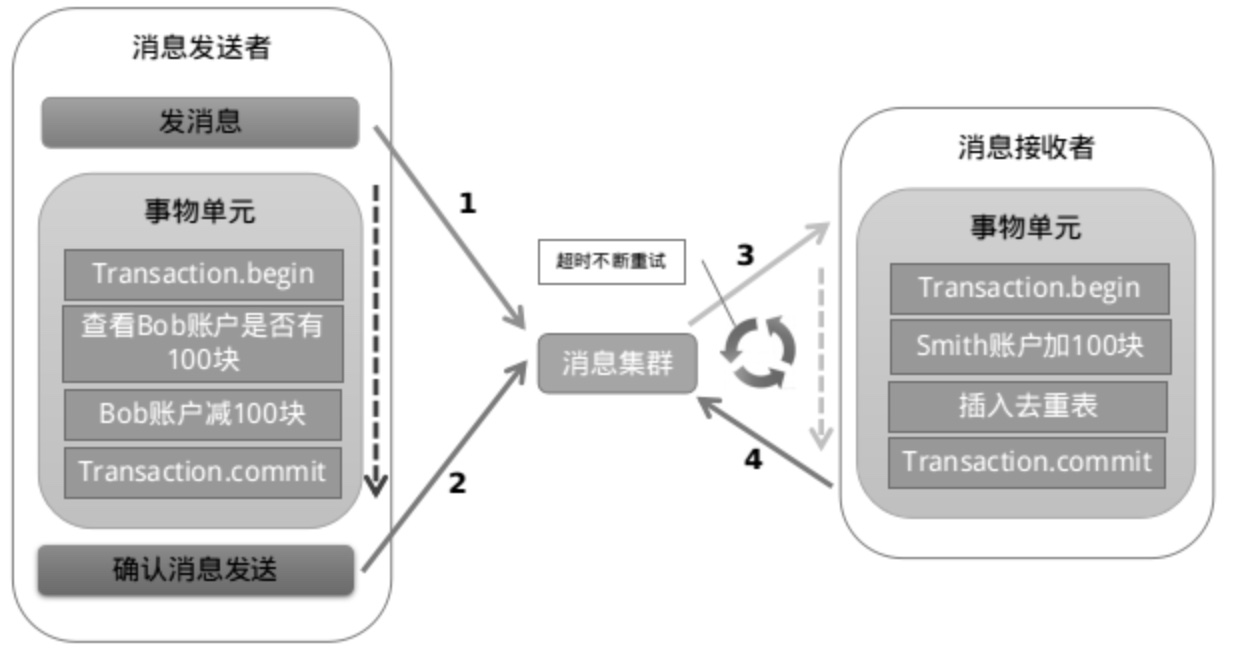 消息发送者
发消息
事物单元
Transaction.begin
查看Bob账户是否有
100块
Bob账户减100块
Transaction.commit
确认消息发送
1
2
超时不断重试
消息集群
3
4
消息接收者
事物单元
Transaction.begin
Smith账户加100块
插入去重表
Transaction.commit